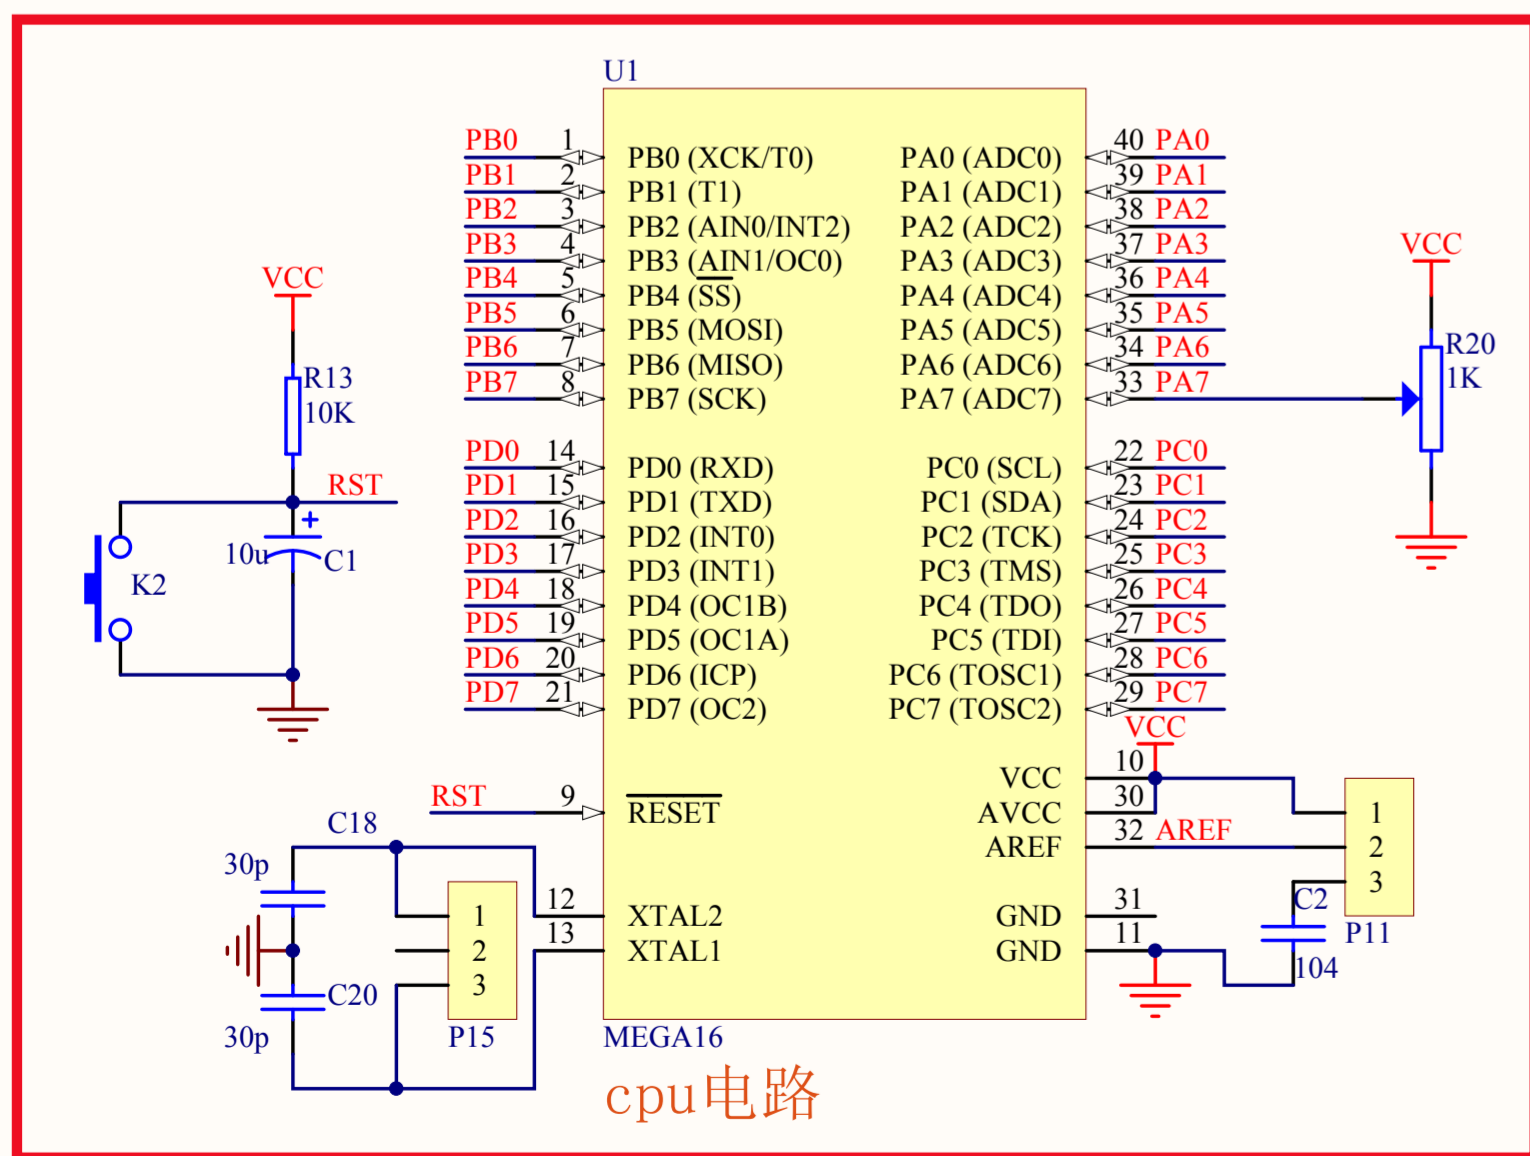 U1
PB0 1 PB0 (XCK/T0) PA0 (ADC0) 40 PA0
PB1 2 PB1 (T1) PA1 (ADC1) 39 PA1
PB2 3 PB2 (AIN0/INT2) PA2 (ADC2) 38 PA2
PB3 4 PB3 (AIN1/OC0) PA3 (ADC3) 37 PA3
PB4 5 PB4 (SS) PA4 (ADC4) 36 PA4
PB5 6 PB5 (MOSI) PA5 (ADC5) 35 PA5
PB6 7 PB6 (MISO) PA6 (ADC6) 34 PA6
PB7 8 PB7 (SCK) PA7 (ADC7) 33 PA7
VCC
R20
1K
VCC
R13
10K
RST
10u
+
C1
K2
PD0 14 PD0 (RXD) PC0 (SCL) 22 PC0
PD1 15 PD1 (TXD) PC1 (SDA) 23 PC1
PD2 16 PD2 (INT0) PC2 (TCK) 24 PC2
PD3 17 PD3 (INT1) PC3 (TMS) 25 PC3
PD4 18 PD4 (OC1B) PC4 (TDO) 26 PC4
PD5 19 PD5 (OC1A) PC5 (TDI) 27 PC5
PD6 20 PD6 (ICP) PC6 (TOSC1) 28 PC6
PD7 21 PD7 (OC2) PC7 (TOSC2) 29 PC7
VCC
VCC 10
RST 9 RESET AVCC 30
AREF 32 AREF
1
2
3
P11
C2
104
C18
30p
C20
30p
1
2
3
P15
12 XTAL2 GND 31
13 XTAL1 GND 11
MEGA16
cpu电路